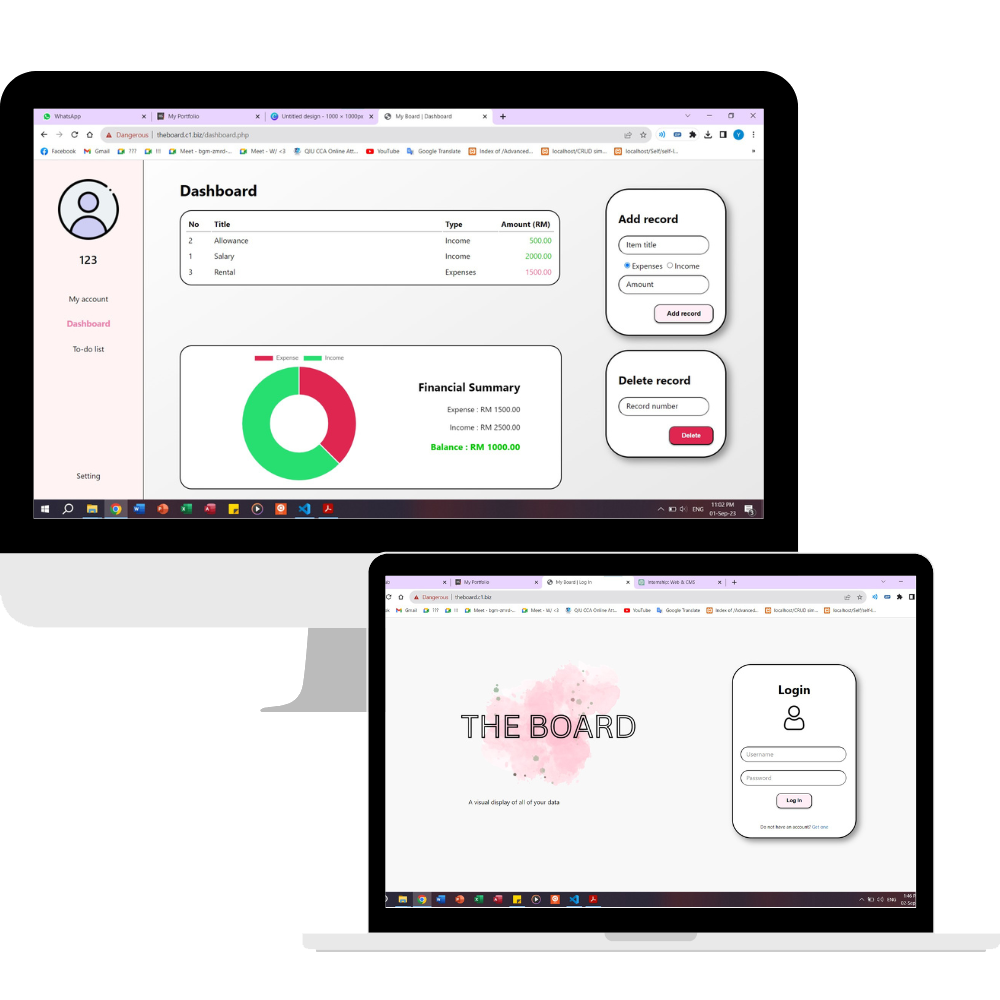 WhatsApp
My Portfolio
Untitled design - 1000 × 1000px
My Board | Dashboard
Dangerous | theboard.c1.biz/dashboard.php
Facebook
Gmail
???
!!!
Meet - bgm-zmrd-...
Meet - W/ <3
QIU CCA Online Att...
YouTube
Google Translate
Index of /Advanced...
localhost/CRUD sim...
localhost/Self/self-i...
»
123
My account
Dashboard
To-do list
Setting
Dashboard
No Title Type Amount (RM)
2 Allowance Income 500.00
1 Salary Income 2000.00
3 Rental Expenses 1500.00
Expense Income
Financial Summary
Expense : RM 1500.00
Income : RM 2500.00
Balance : RM 1000.00
Add record
Item title
Expenses Income
Amount
Add record
Delete record
Record number
Delete
ENG
11:02 PM
01-Sep-23
My Portfolio
My Board | Log In
Internship: Web & CMS
Dangerous | theboard.c1.biz
Gmail
???
!!!
Meet - bgm-zmrd-...
Meet - W/ <3
QIU CCA Online Att...
YouTube
Google Translate
Index of /Advanced...
localhost/CRUD sim...
localhost/Self/self-i...
THE BOARD
A visual display of all of your data
Login
Username
Password
Log In
Do not have an account? Get one
ENG
1:46
02-Sep